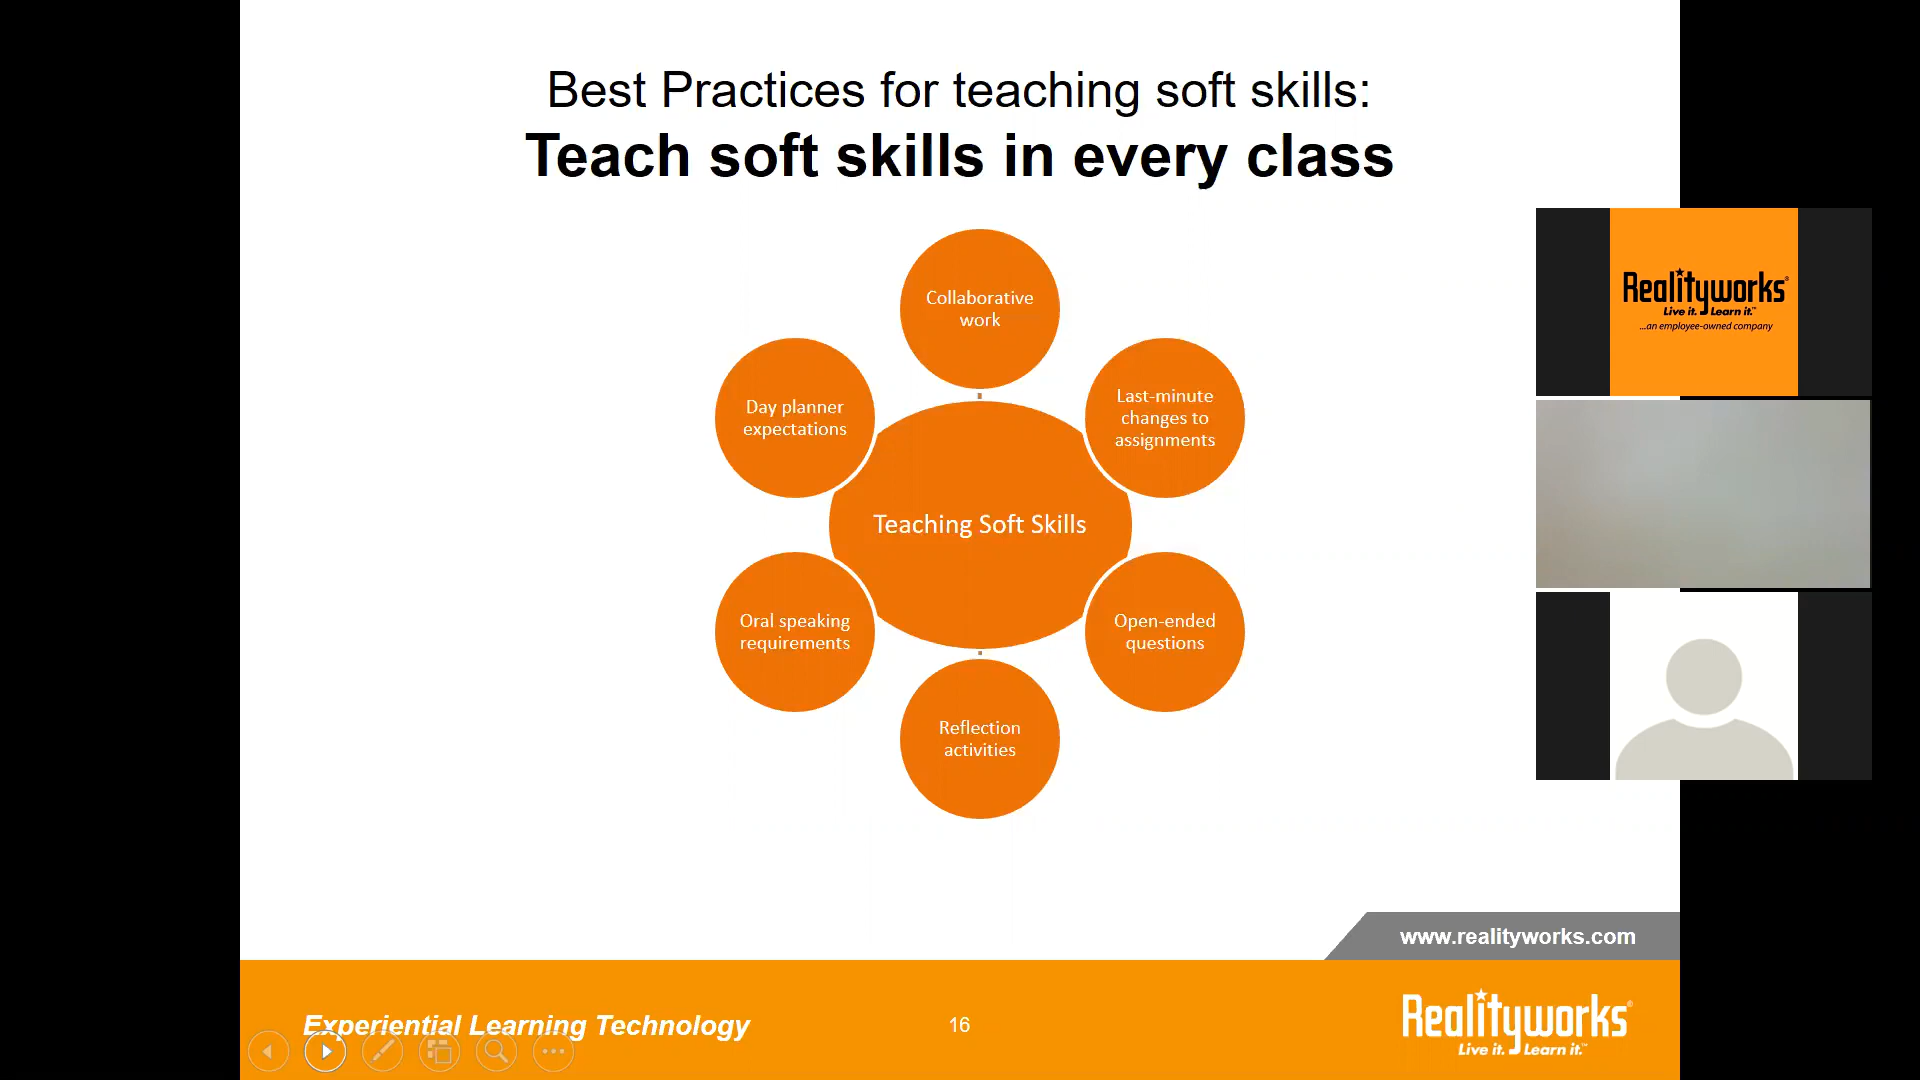 Best Practices for teaching soft skills:
Teach soft skills in every class
Collaborative
work
Last-minute
changes to
assignments
Open-ended
questions
Reflection
activities
Oral speaking
requirements
Day planner
expectations
Teaching Soft Skills
Realityworks®
Live it. Learn it.™
...an employee-owned company
www.realityworks.com
Experiential Learning Technology
16
Realityworks®
Live it. Learn it.™